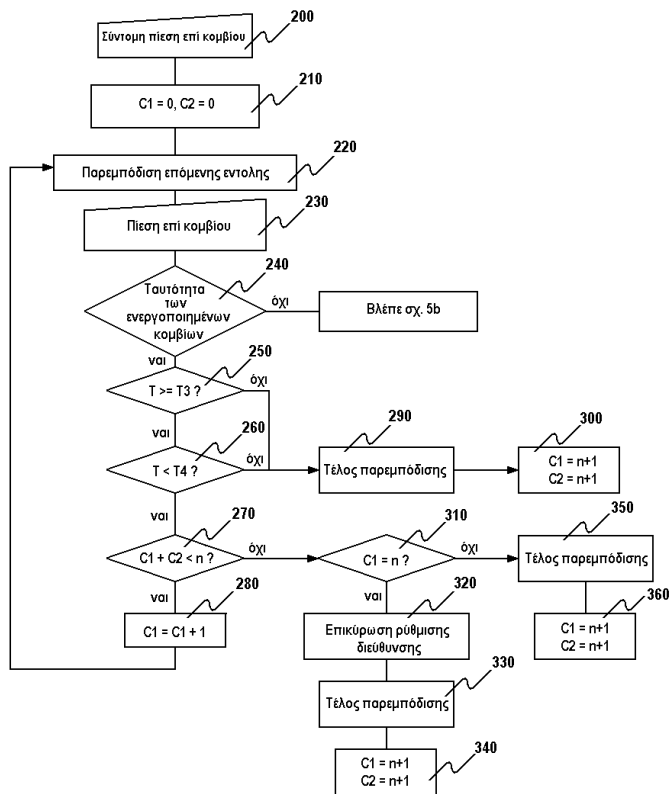 200
Σύντομη πίεση επί κομβίου
210
C1 = 0, C2 = 0
220
Παρεμπόδιση επόμενης εντολης
230
Πίεση επί κομβίου
240
Ταυτότητα
των
ενεργοποιημένων
κομβίων
όχι
Βλέπε σχ. 5b
ναι
250
T >= T3 ?
όχι
ναι
260
T < T4 ?
όχι
290
Τέλος παρεμπόδισης
300
C1 = n+1
C2 = n+1
ναι
270
C1 + C2 < n ?
όχι
310
C1 = n ?
όχι
350
Τέλος παρεμπόδισης
ναι
280
C1 = C1 + 1
ναι
320
Επικύρωση ρύθμισης
διεύθυνσης
360
C1 = n+1
C2 = n+1
330
Τέλος παρεμπόδισης
340
C1 = n+1
C2 = n+1